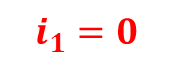 i₁ = 0